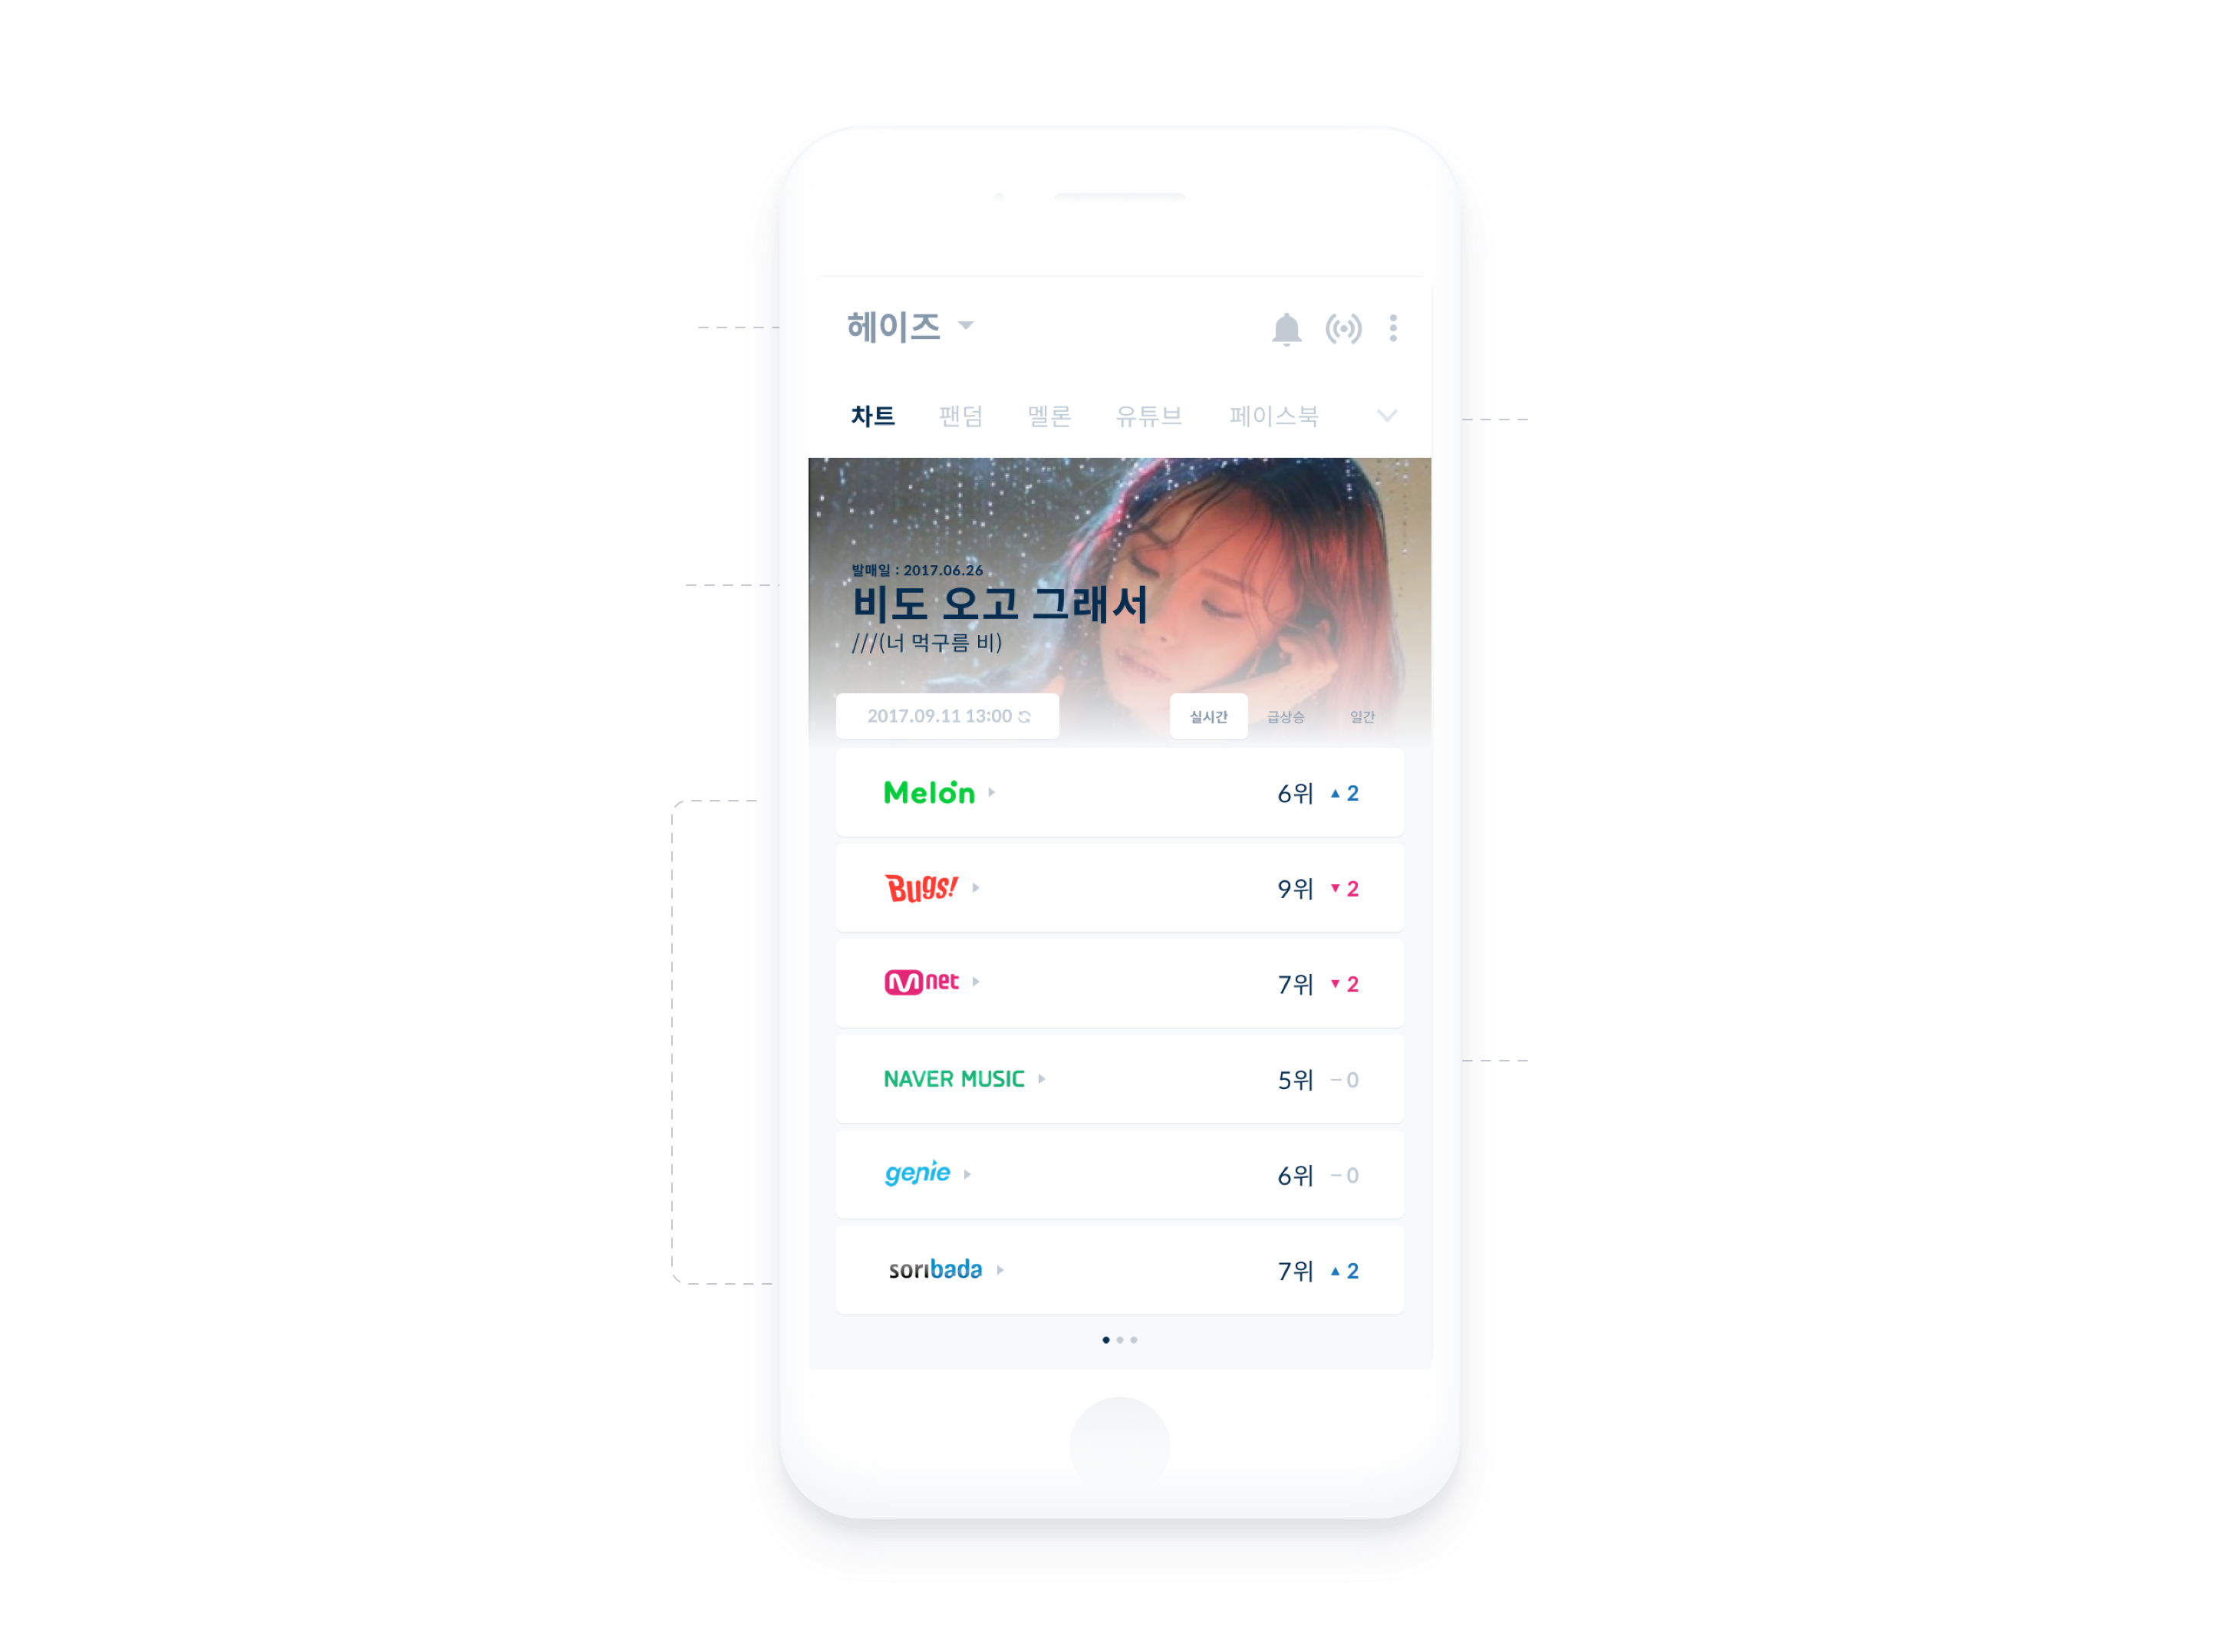 헤이즈
차트 팬덤 멜론 유튜브 페이스북
발매일 : 2017.06.26
비도 오고 그래서
///(너 먹구름 비)
2017.09.11 13:00 실시간 급상승 일간
Melon 6위 ▲ 2
Bugs! 9위 ▼ 2
Mnet 7위 ▼ 2
NAVER MUSIC 5위 – 0
genie 6위 – 0
soribada 7위 ▲ 2